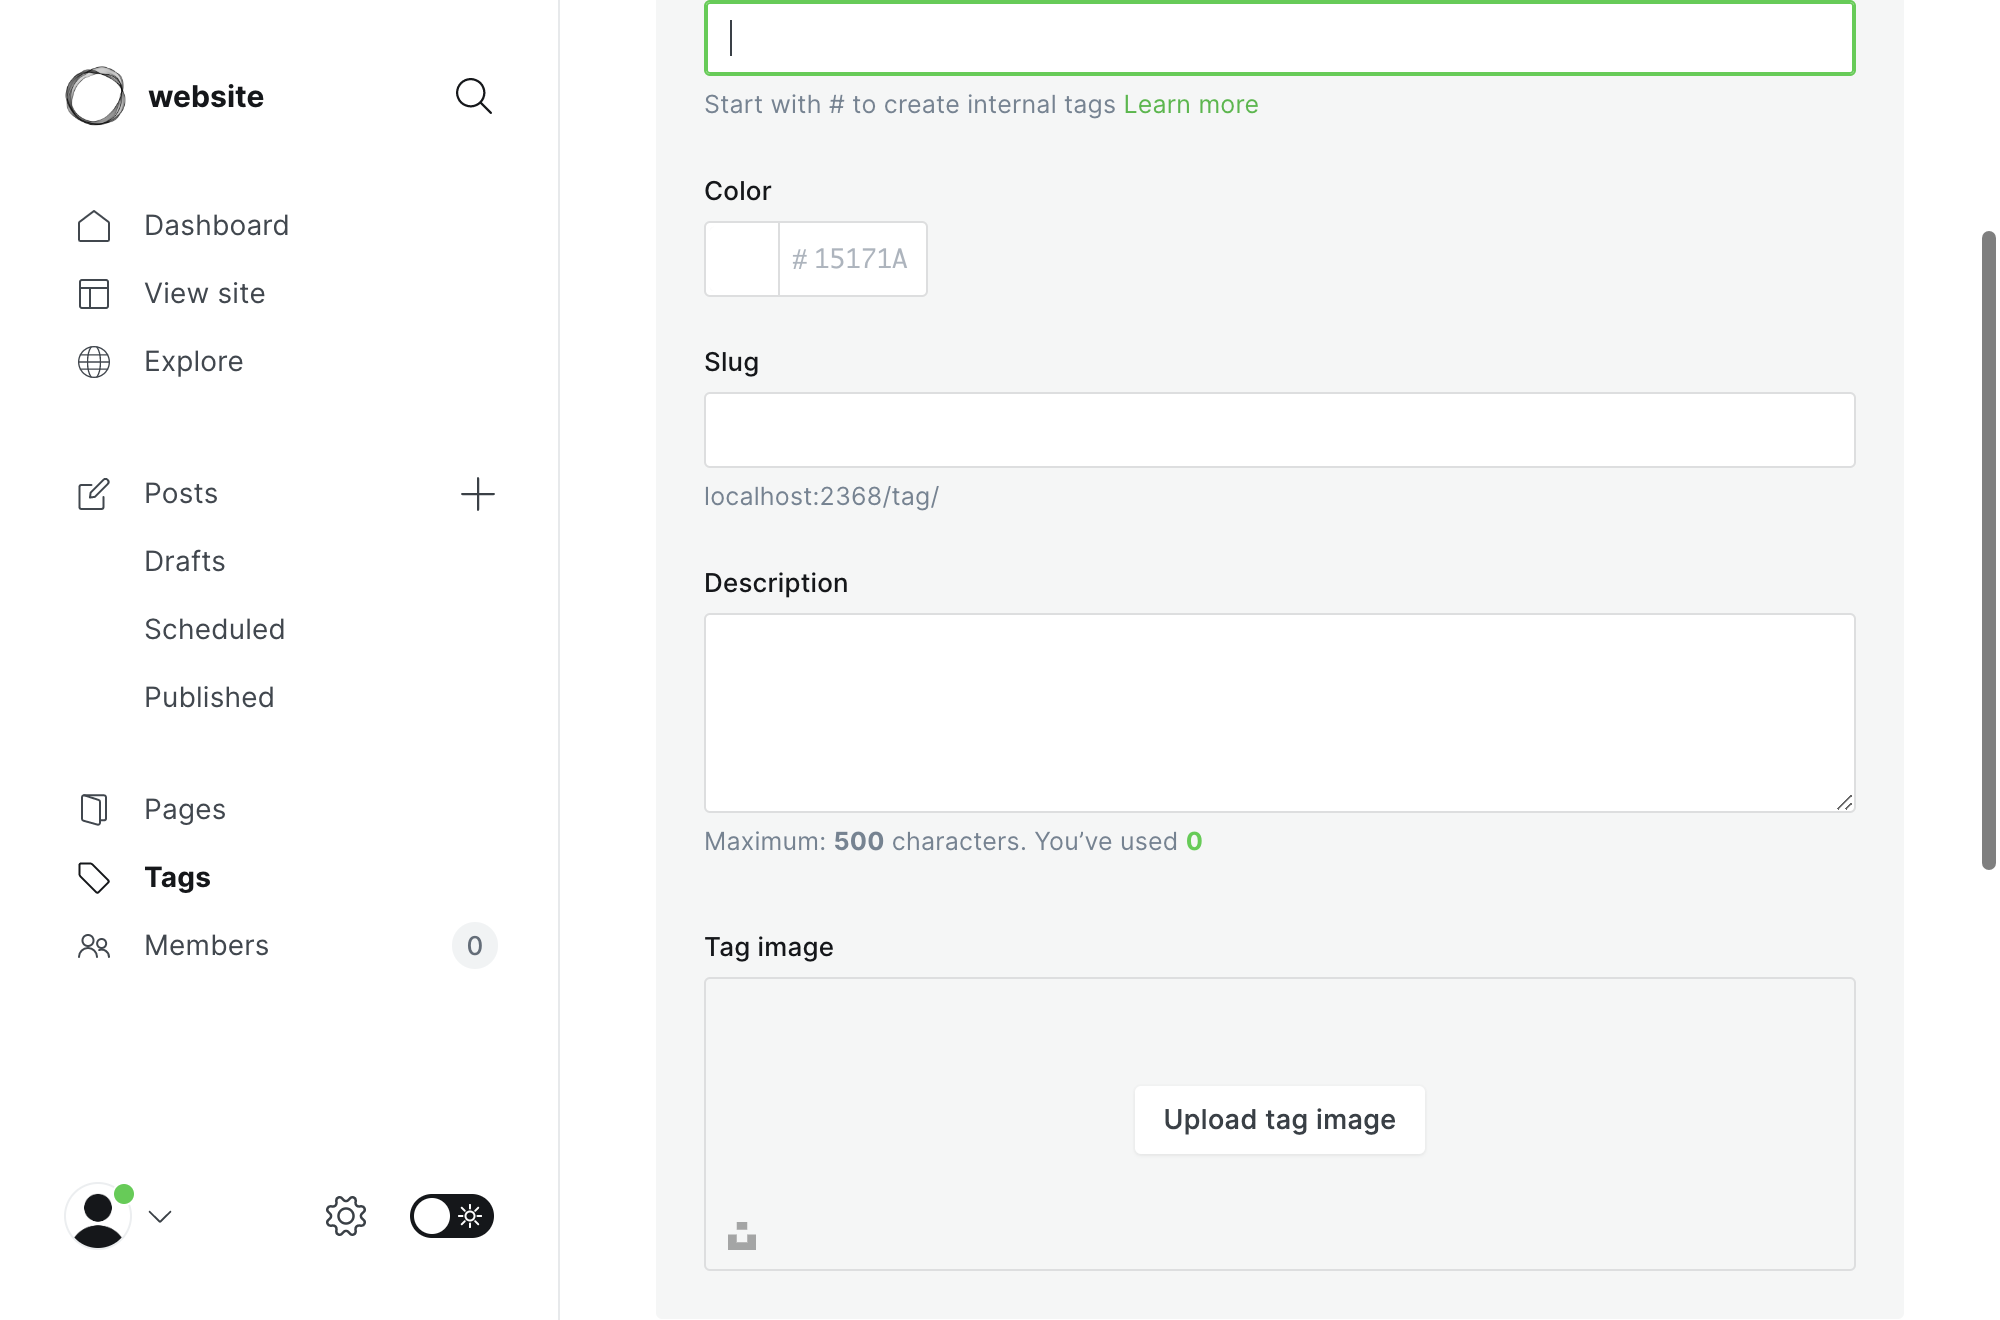 website
Dashboard
View site
Explore
Posts
Drafts
Scheduled
Published
Pages
Tags
Members
0
Start with # to create internal tags Learn more
Color
# 15171A
Slug
localhost:2368/tag/
Description
Maximum: 500 characters. You’ve used 0
Tag image
Upload tag image